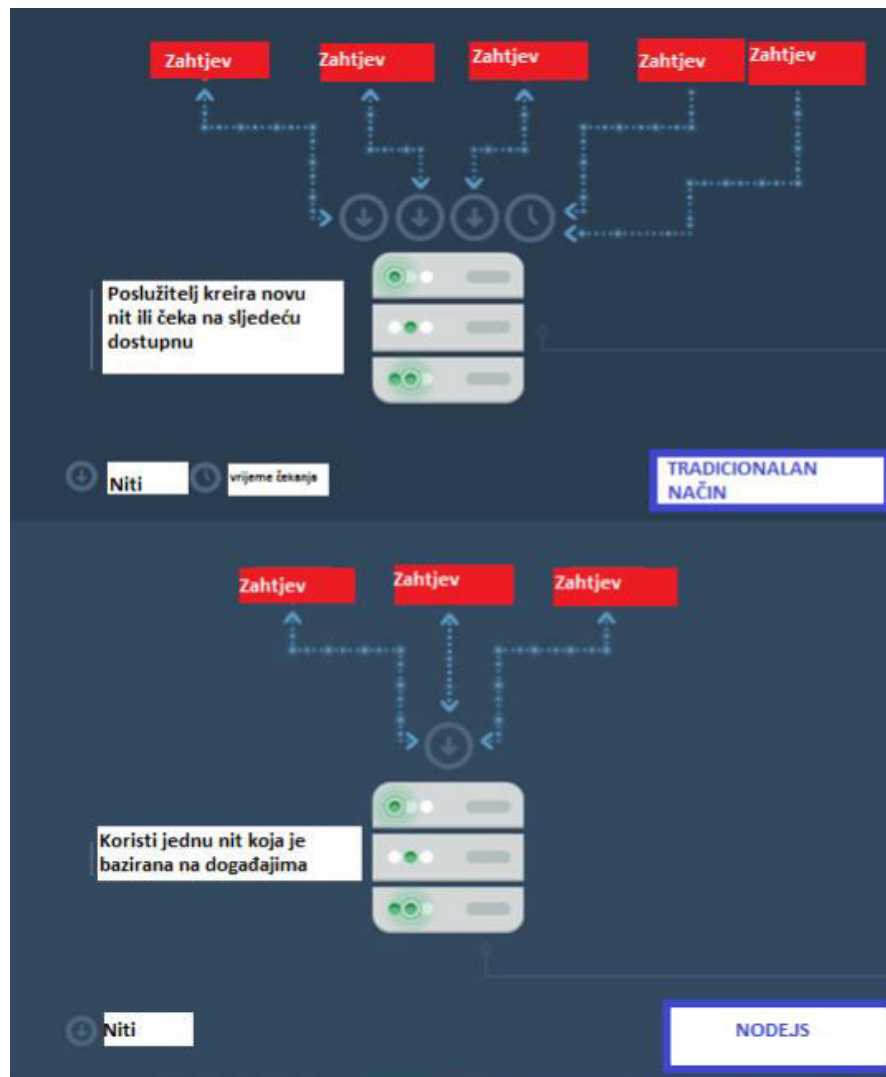 Zahtjev
Zahtjev
Zahtjev
Zahtjev
Zahtjev
Poslužitelj kreira novu
nit ili čeka na sljedeću
dostupnu
Niti
vrijeme čekanja
TRADICIONALAN
NAČIN
Zahtjev
Zahtjev
Zahtjev
Koristi jednu nit koja je
bazirana na događajima
Niti
NODEJS